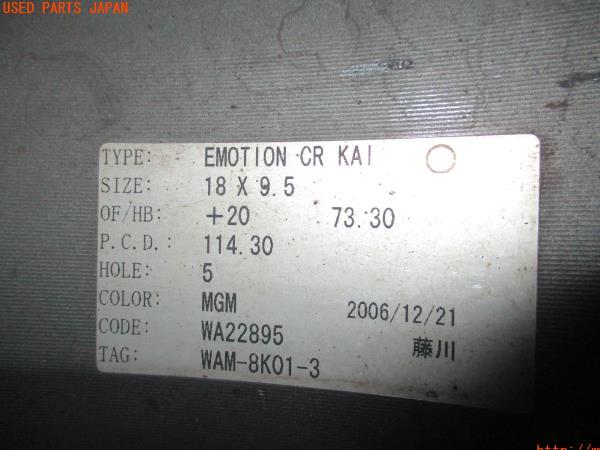 USED PARTS JAPAN
TYPE: EMOTION CR KAI
SIZE: 18 X 9.5
OF/HB: +20 73.30
P.C.D.: 114.30
HOLE: 5
COLOR: MGM 2006/12/21
CODE: WA22895 藤川
TAG: WAM-8K01-3
http://m